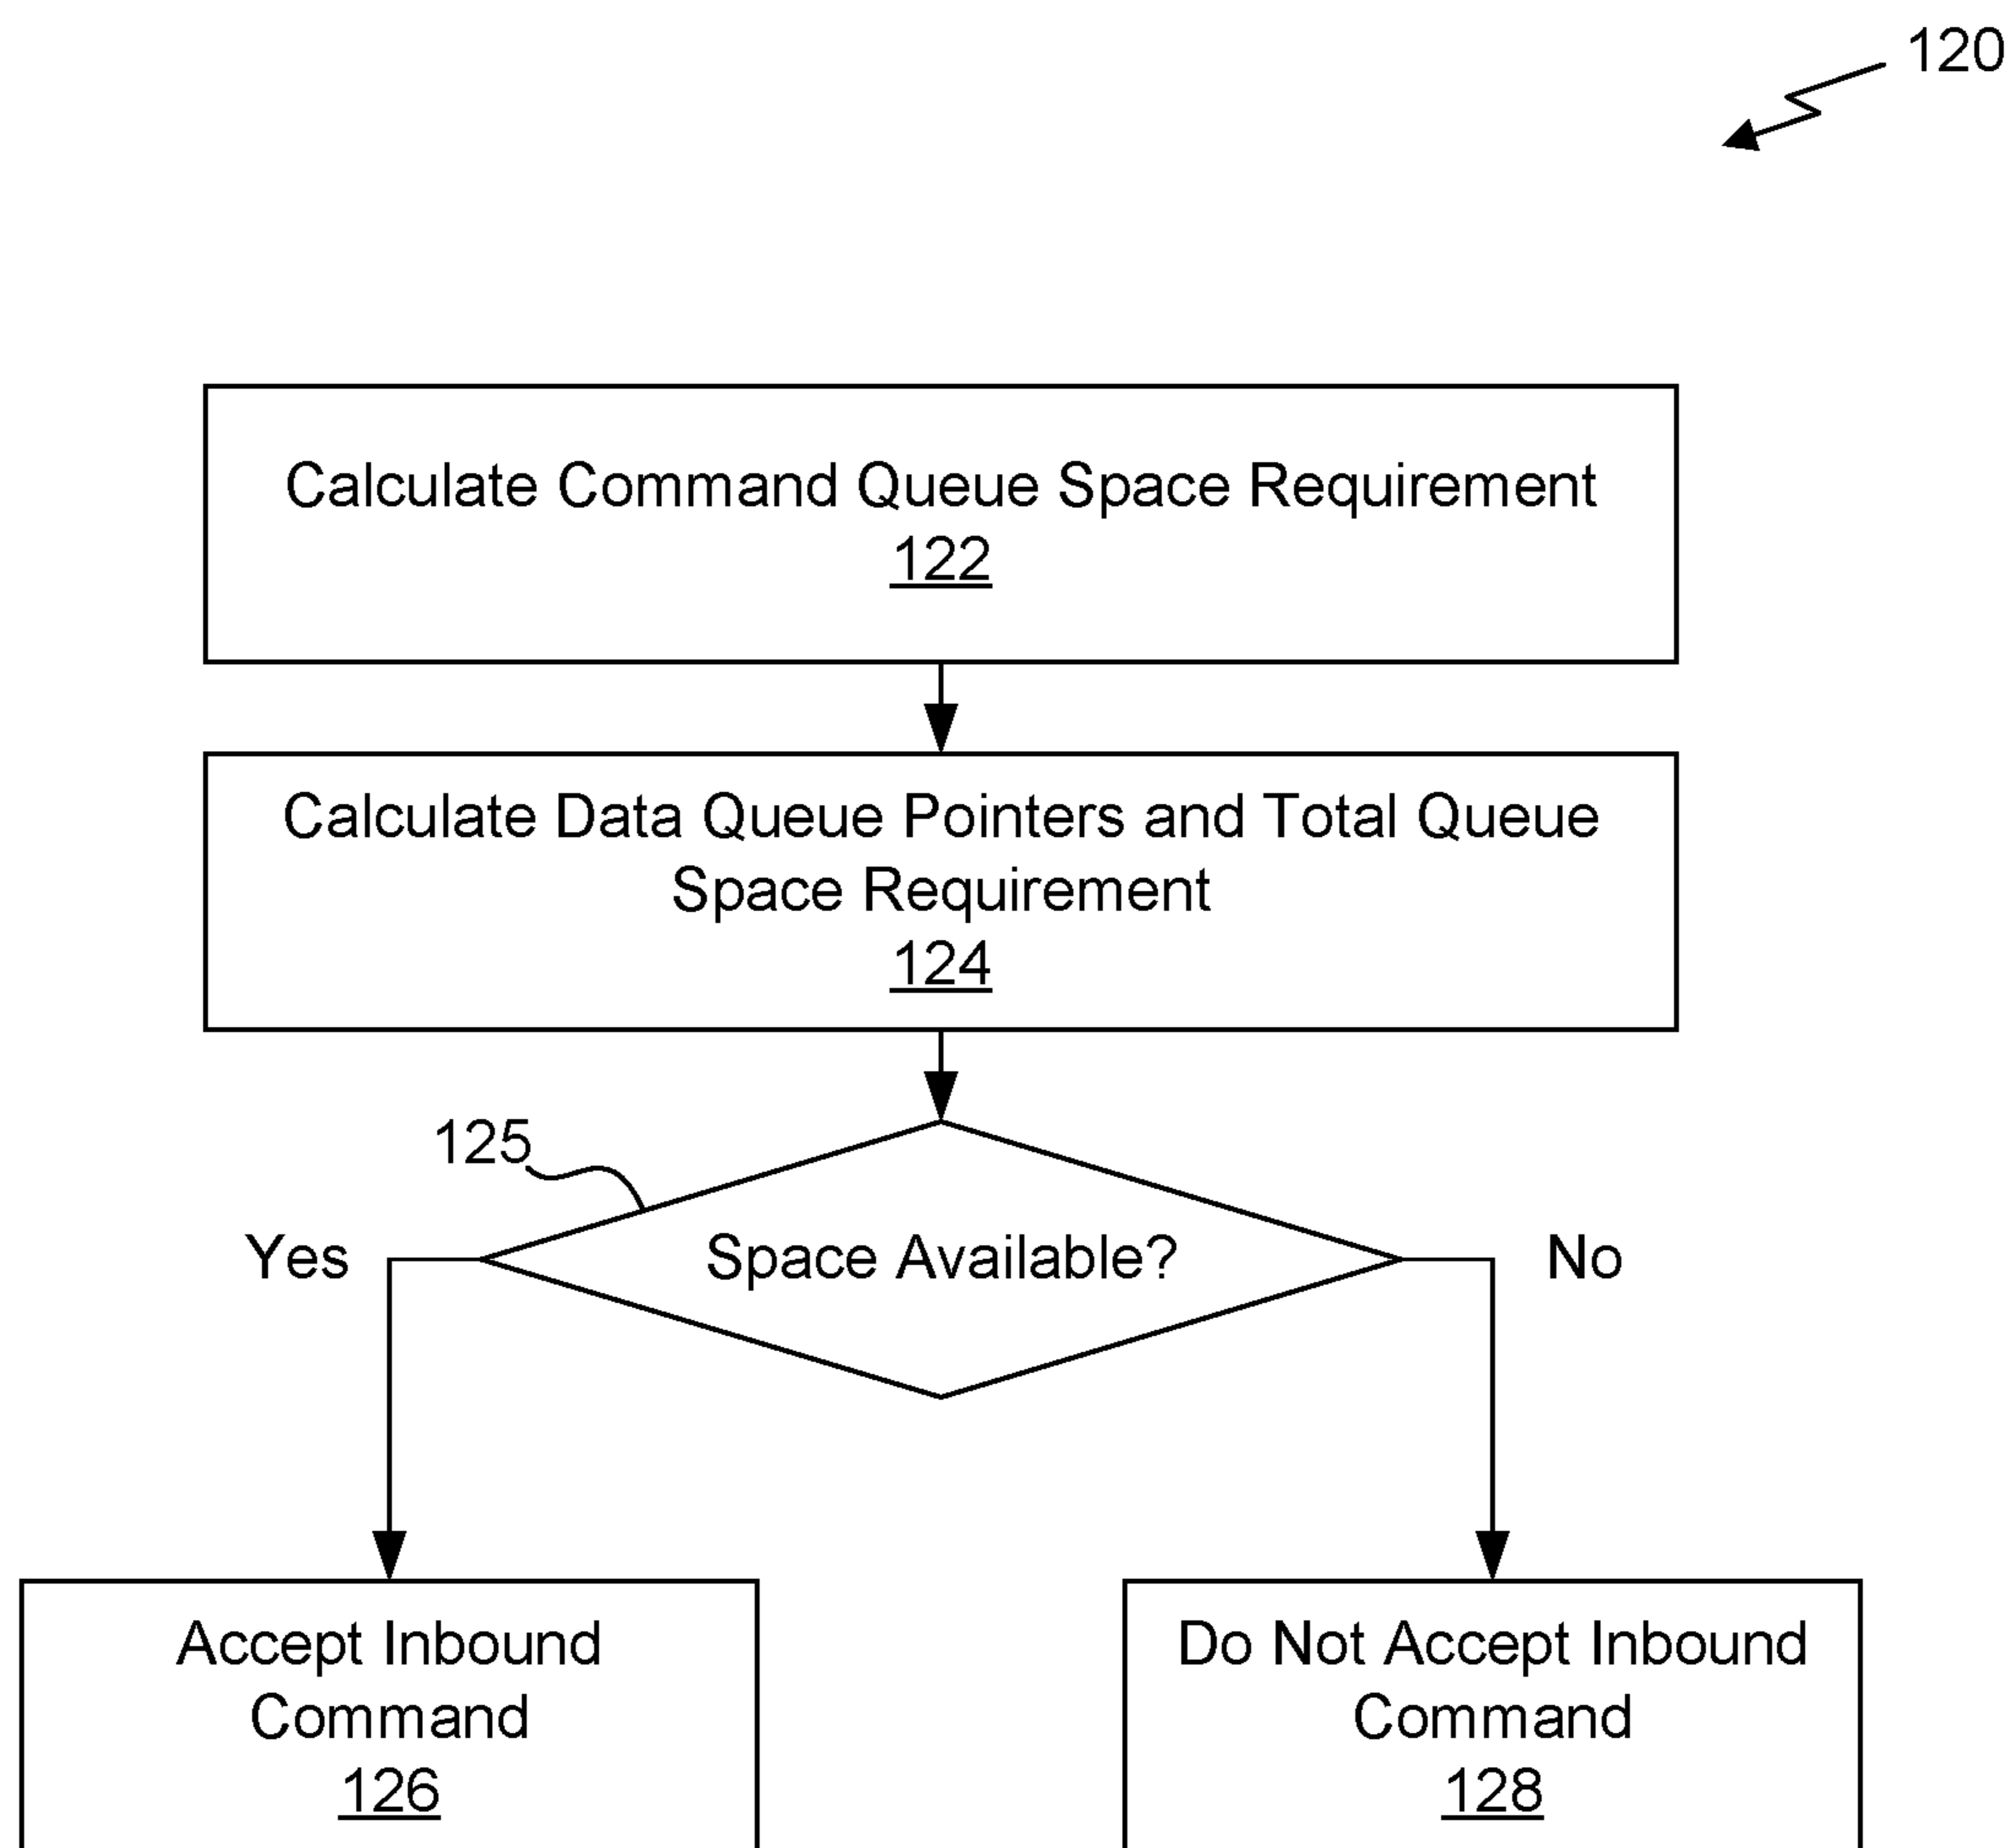 120
Calculate Command Queue Space Requirement
122
Calculate Data Queue Pointers and Total Queue
Space Requirement
124
125
Yes
Space Available?
No
Accept Inbound
Command
126
Do Not Accept Inbound
Command
128